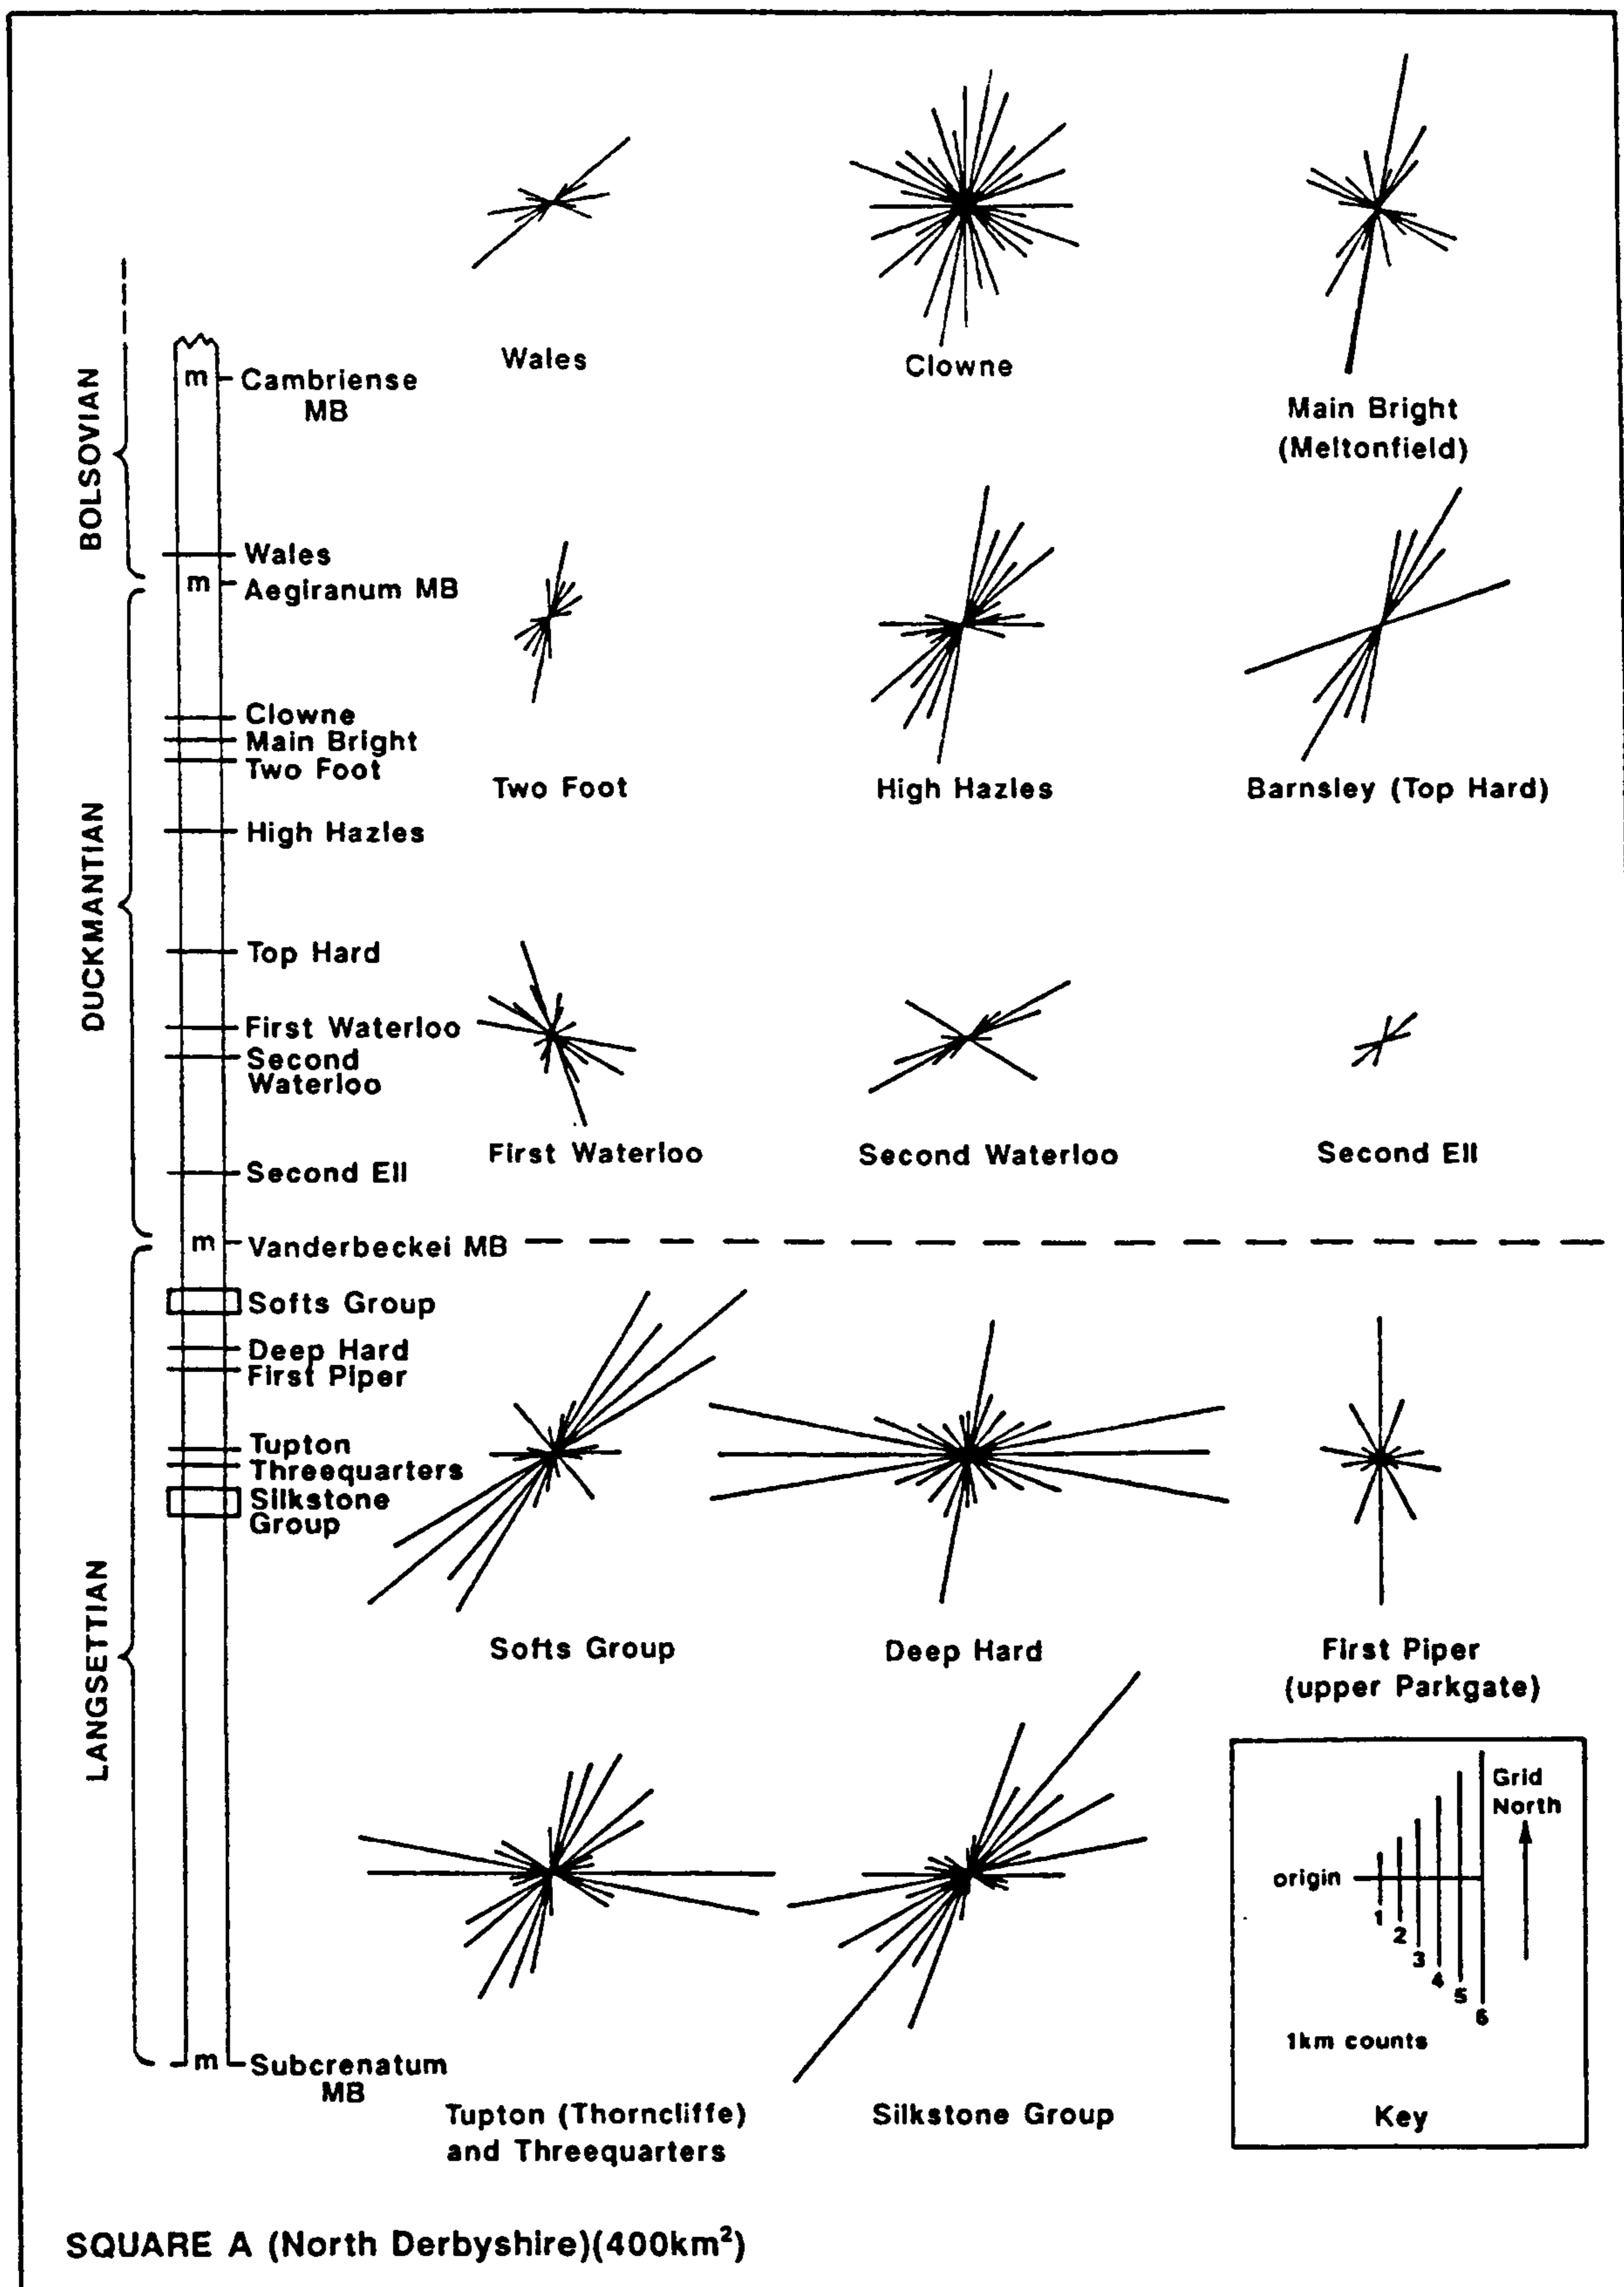 Wales
Clowne
Main Bright
(Meltonfield)
BOLSOVIAN
m Cambriense
MB
Wales
m Aegiranum MB
Two Foot
High Hazles
Barnsley (Top Hard)
DUCKMANTIAN
Clowne
Main Bright
Two Foot
High Hazles
Top Hard
First Waterloo
Second
Waterloo
Second Ell
First Waterloo
Second Waterloo
Second Ell
m Vanderbeckei MB
LANGSETTIAN
Softs Group
Deep Hard
First Piper
Tupton
Threequarters
Silkstone
Group
Softs Group
Deep Hard
First Piper
(upper Parkgate)
m Subcrenatum
MB
Tupton (Thorncliffe)
and Threequarters
Silkstone Group
Grid
North
origin
1
2
3
4
5
6
1km counts
Key
SQUARE A (North Derbyshire)(400km²)